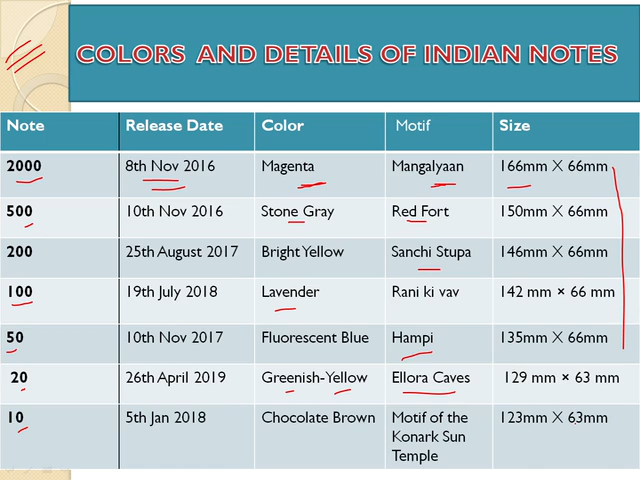 COLORS AND DETAILS OF INDIAN NOTES
Note Release Date Color Motif Size
2000 8th Nov 2016 Magenta Mangalyaan 166mm X 66mm
500 10th Nov 2016 Stone Gray Red Fort 150mm X 66mm
200 25th August 2017 Bright Yellow Sanchi Stupa 146mm X 66mm
100 19th July 2018 Lavender Rani ki vav 142 mm × 66 mm
50 10th Nov 2017 Fluorescent Blue Hampi 135mm X 66mm
20 26th April 2019 Greenish-Yellow Ellora Caves 129 mm × 63 mm
10 5th Jan 2018 Chocolate Brown Motif of the 123mm X 63mm
Konark Sun
Temple